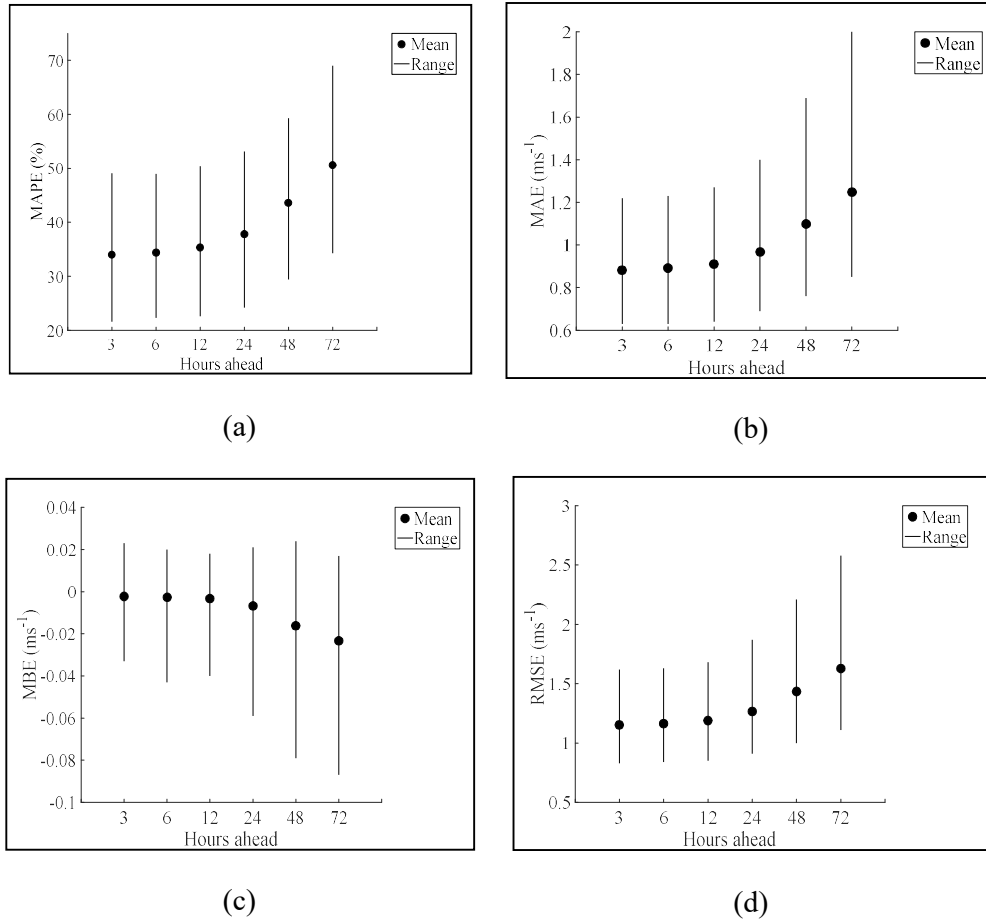 Mean
Range
70
60
50
40
30
20
MAPE (%)
3 6 12 24 48 72
Hours ahead
(a)
Mean
Range
2
1.8
1.6
1.4
1.2
1
0.8
0.6
MAE (ms⁻¹)
3 6 12 24 48 72
Hours ahead
(b)
Mean
Range
0.04
0.02
0
-0.02
-0.04
-0.06
-0.08
-0.1
MBE (ms⁻¹)
3 6 12 24 48 72
Hours ahead
(c)
Mean
Range
3
2.5
2
1.5
1
0.5
RMSE (ms⁻¹)
3 6 12 24 48 72
Hours ahead
(d)